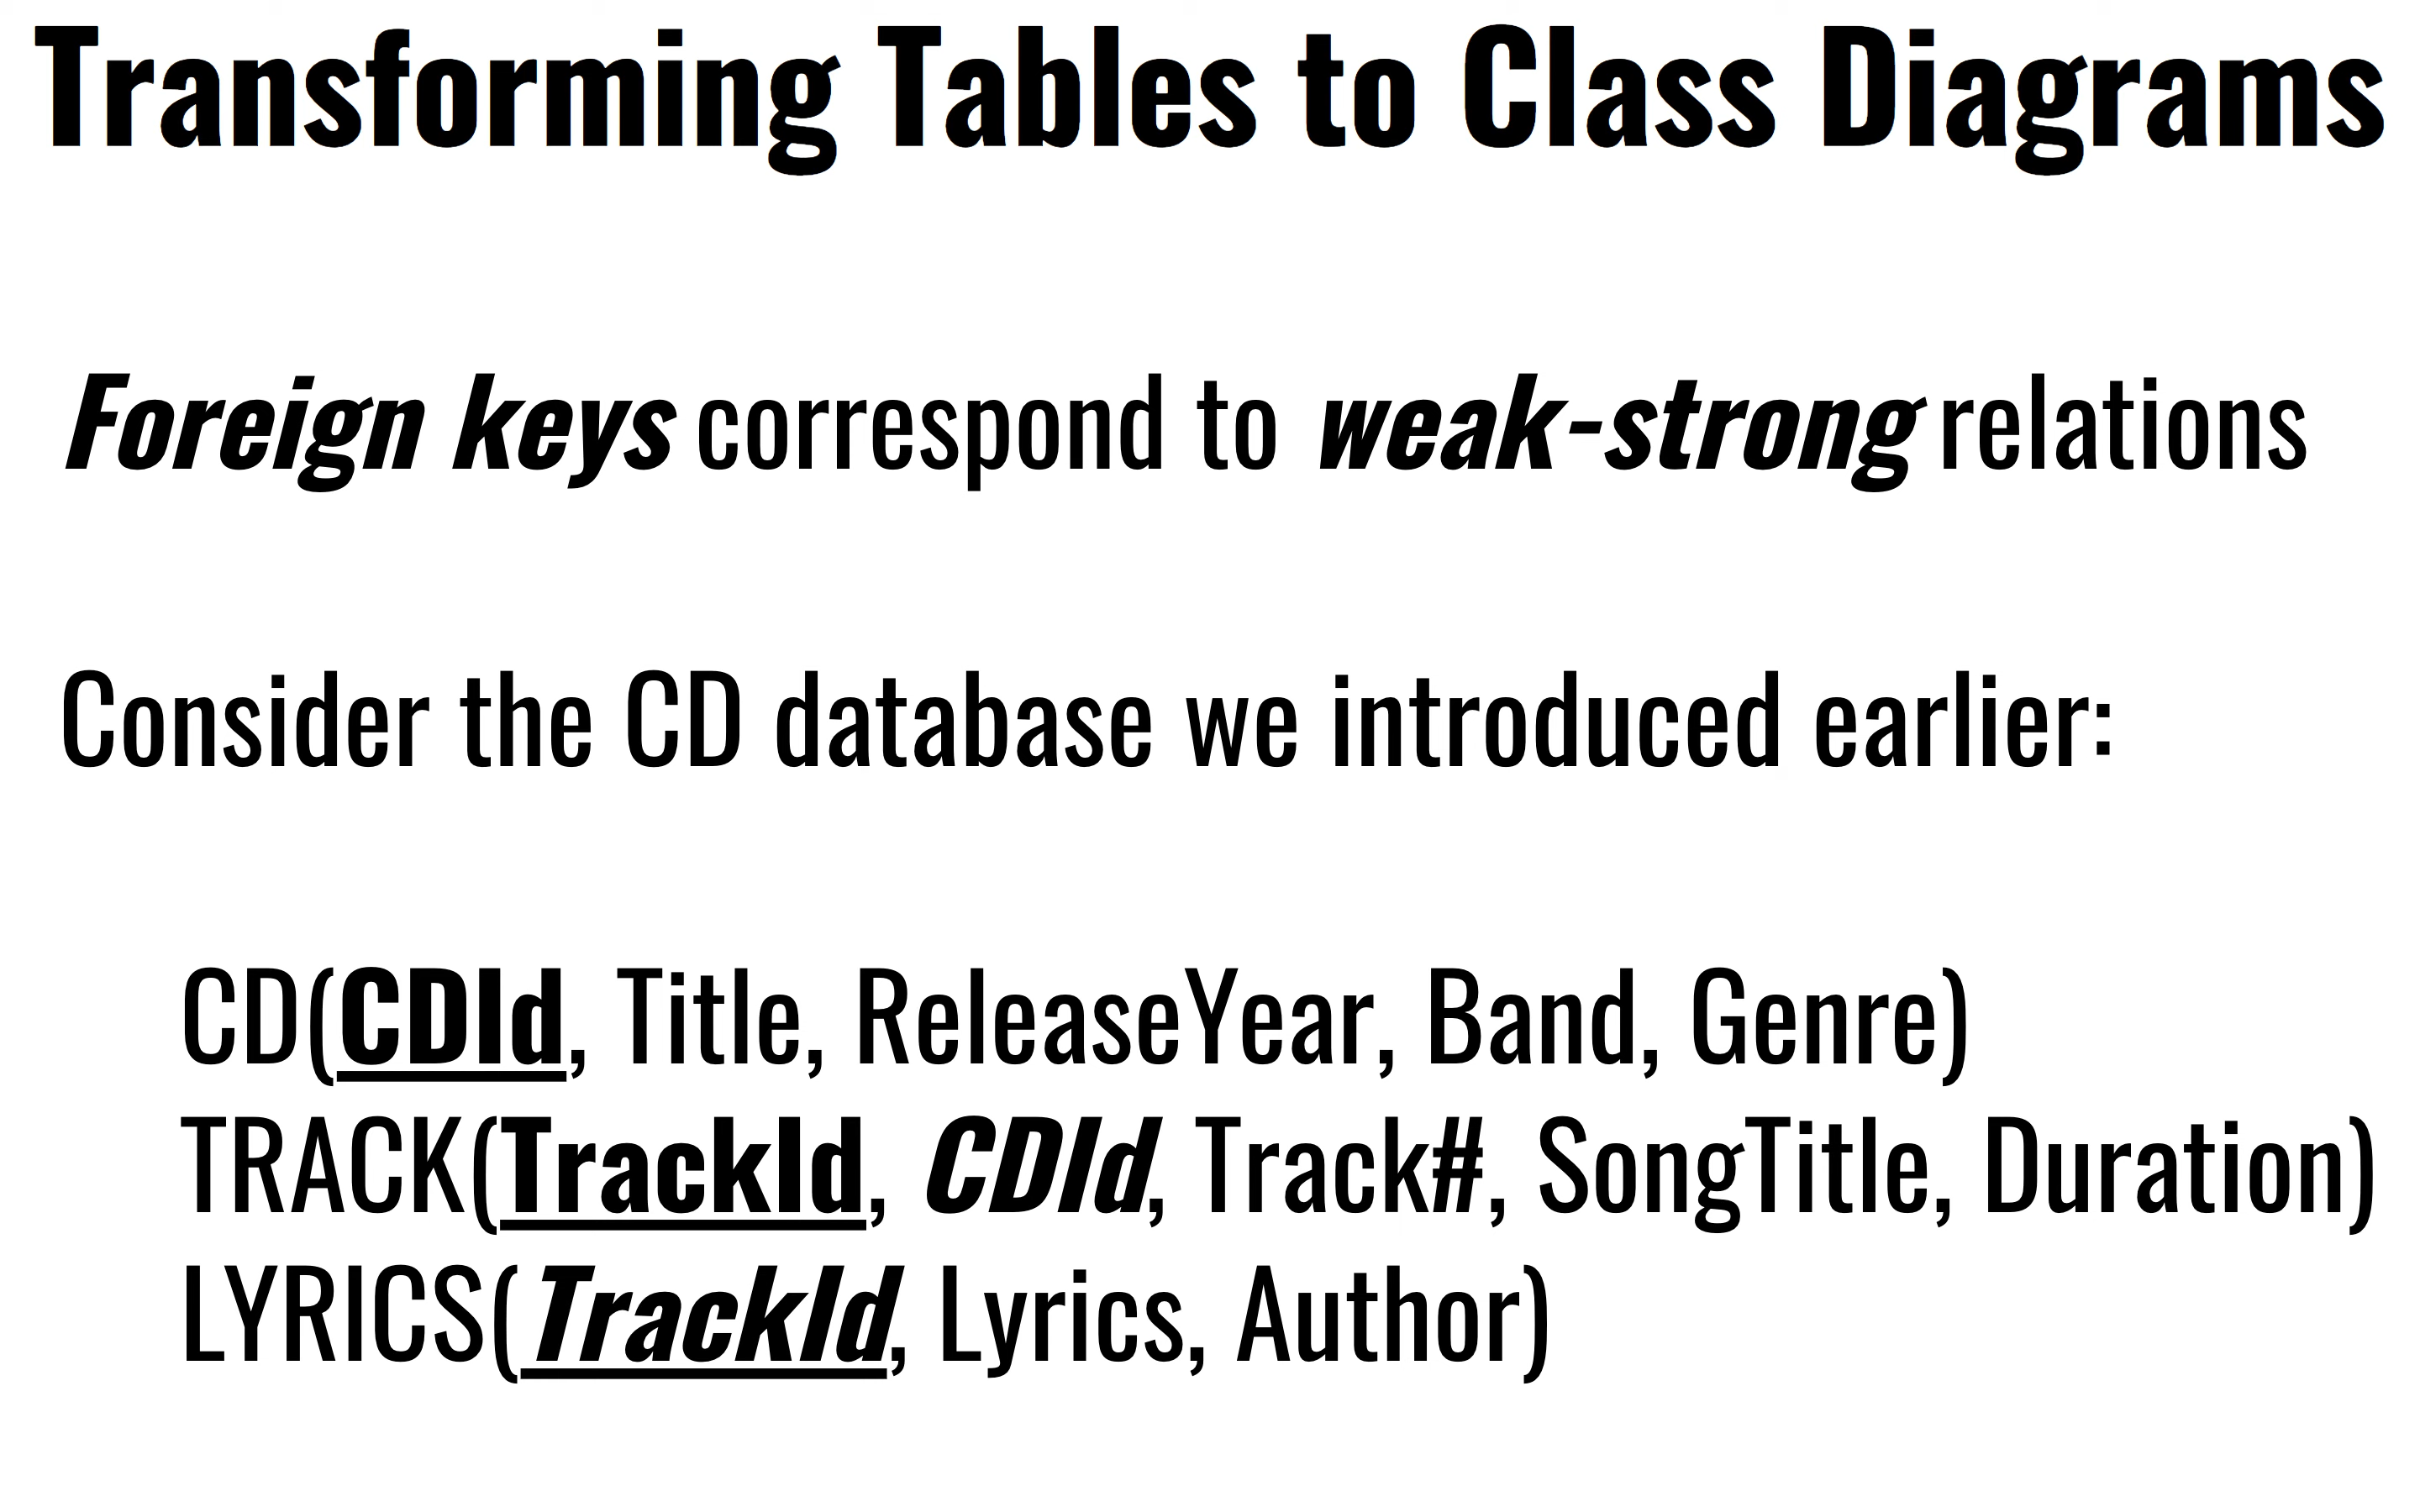 Transforming Tables to Class Diagrams
Foreign keys correspond to weak-strong relations
Consider the CD database we introduced earlier:
CD(CDId, Title, ReleaseYear, Band, Genre)
TRACK(TrackId, CDId, Track#, SongTitle, Duration)
LYRICS(TrackId, Lyrics, Author)